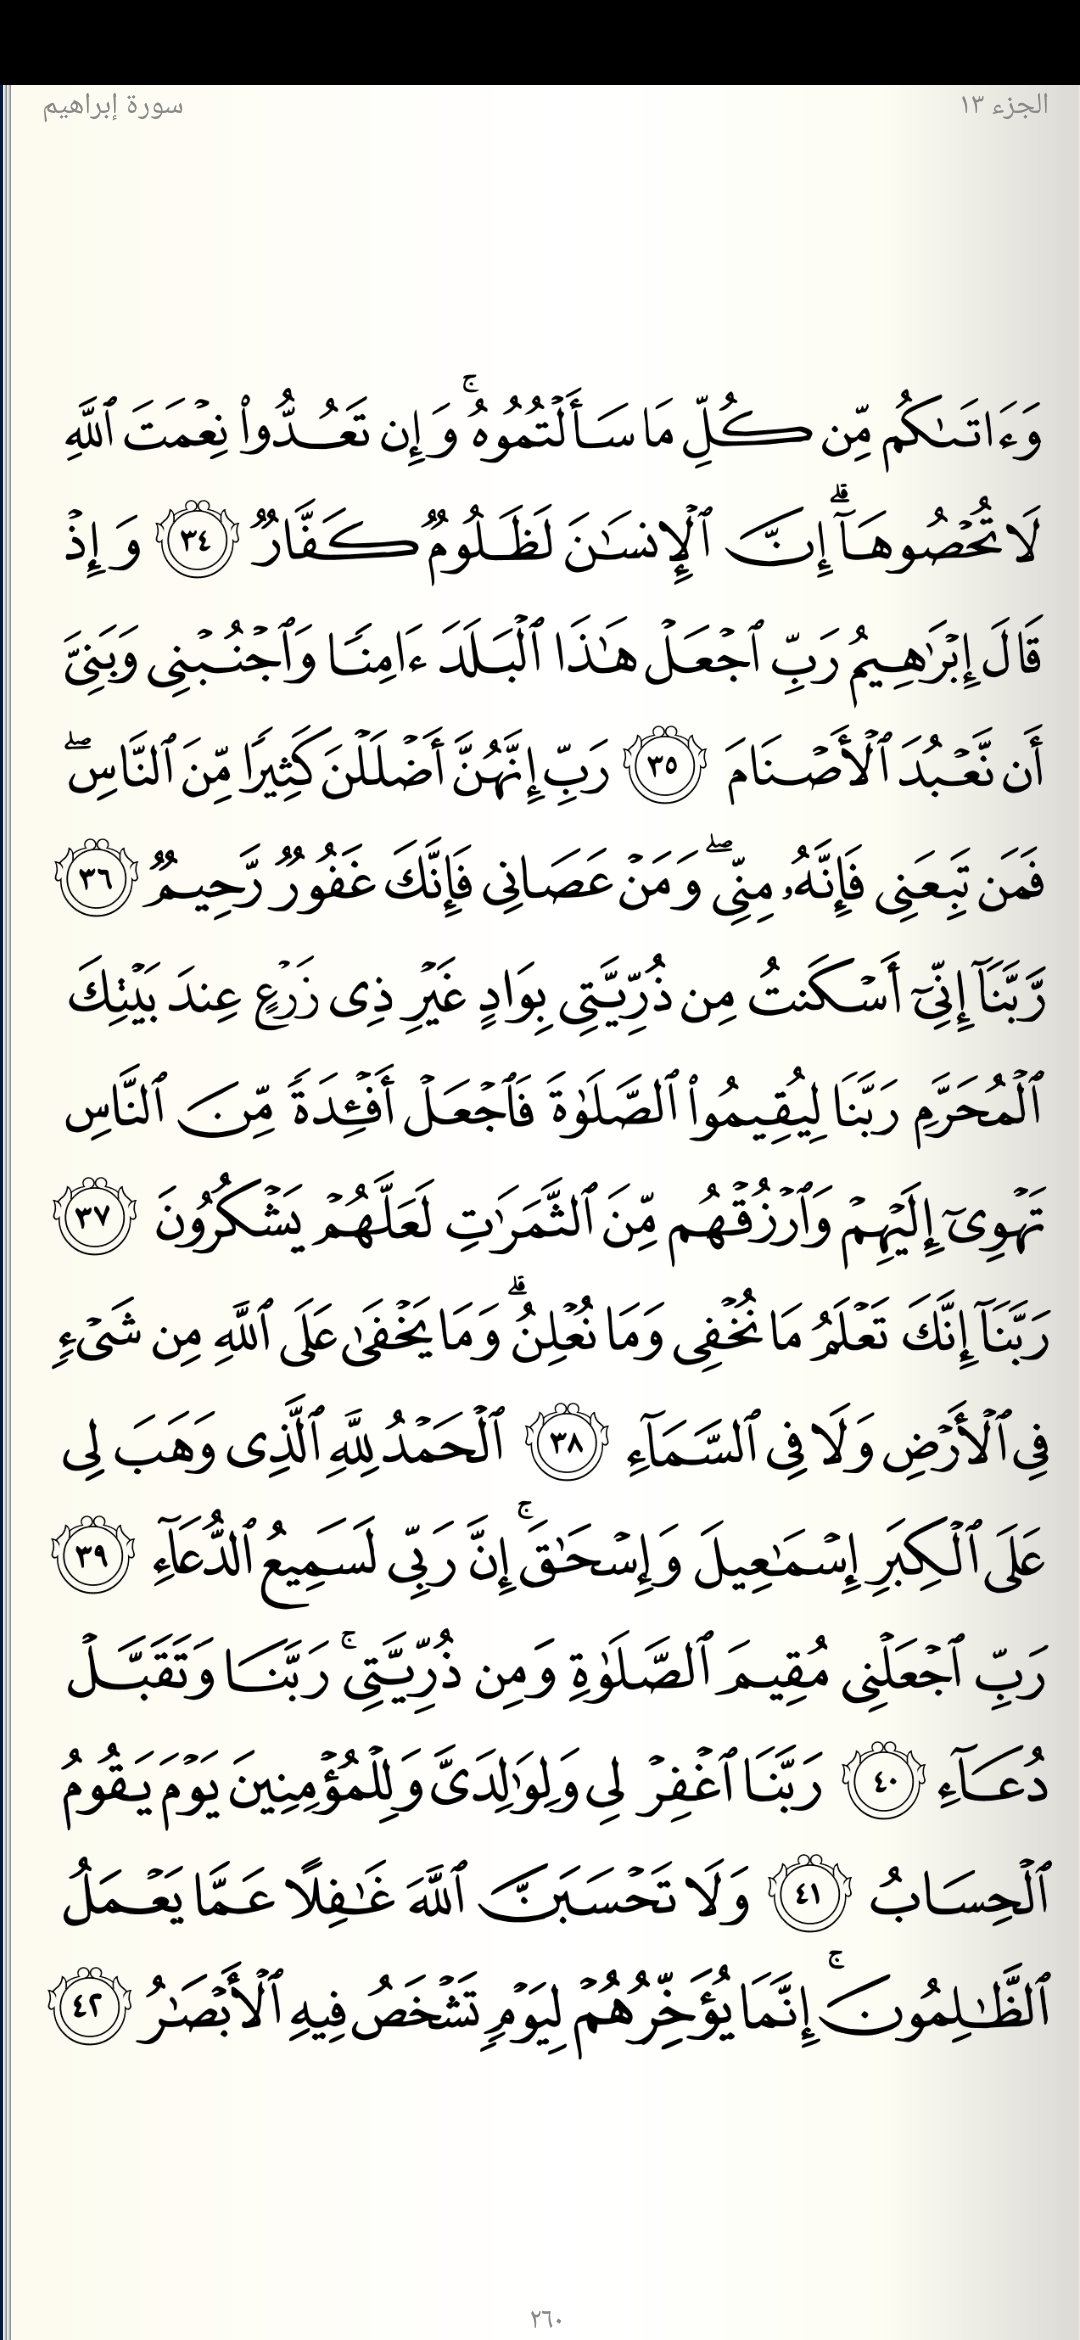 الجزء ١٣
سورة إبراهيم
وَءَاتَىٰكُم مِّن كُلِّ مَا سَأَلْتُمُوهُۚ وَإِن تَعُدُّوا۟ نِعْمَتَ ٱللَّهِ
لَا تُحْصُوهَآۗ إِنَّ ٱلْإِنسَٰنَ لَظَلُومٌ كَفَّارٌ ٣٤ وَإِذْ
قَالَ إِبْرَٰهِيمُ رَبِّ ٱجْعَلْ هَٰذَا ٱلْبَلَدَ ءَامِنًا وَٱجْنُبْنِى وَبَنِىَّ
أَن نَّعْبُدَ ٱلْأَصْنَامَ ٣٥ رَبِّ إِنَّهُنَّ أَضْلَلْنَ كَثِيرًا مِّنَ ٱلنَّاسِۖ
فَمَن تَبِعَنِى فَإِنَّهُۥ مِنِّىۖ وَمَنْ عَصَانِى فَإِنَّكَ غَفُورٌ رَّحِيمٌ ٣٦
رَّبَّنَآ إِنِّىٓ أَسْكَنتُ مِن ذُرِّيَّتِى بِوَادٍ غَيْرِ ذِى زَرْعٍ عِندَ بَيْتِكَ
ٱلْمُحَرَّمِ رَبَّنَا لِيُقِيمُوا۟ ٱلصَّلَوٰةَ فَٱجْعَلْ أَفْـِٔدَةً مِّنَ ٱلنَّاسِ
تَهْوِىٓ إِلَيْهِمْ وَٱرْزُقْهُم مِّنَ ٱلثَّمَرَٰتِ لَعَلَّهُمْ يَشْكُرُونَ ٣٧
رَبَّنَآ إِنَّكَ تَعْلَمُ مَا نُخْفِى وَمَا نُعْلِنُۗ وَمَا يَخْفَىٰ عَلَى ٱللَّهِ مِن شَىْءٍ
فِى ٱلْأَرْضِ وَلَا فِى ٱلسَّمَآءِ ٣٨ ٱلْحَمْدُ لِلَّهِ ٱلَّذِى وَهَبَ لِى
عَلَى ٱلْكِبَرِ إِسْمَٰعِيلَ وَإِسْحَٰقَۚ إِنَّ رَبِّى لَسَمِيعُ ٱلدُّعَآءِ ٣٩
رَبِّ ٱجْعَلْنِى مُقِيمَ ٱلصَّلَوٰةِ وَمِن ذُرِّيَّتِىۚ رَبَّنَا وَتَقَبَّلْ
دُعَآءِ ٤٠ رَبَّنَا ٱغْفِرْ لِى وَلِوَٰلِدَىَّ وَلِلْمُؤْمِنِينَ يَوْمَ يَقُومُ
ٱلْحِسَابُ ٤١ وَلَا تَحْسَبَنَّ ٱللَّهَ غَٰفِلًا عَمَّا يَعْمَلُ
ٱلظَّٰلِمُونَۚ إِنَّمَا يُؤَخِّرُهُمْ لِيَوْمٍ تَشْخَصُ فِيهِ ٱلْأَبْصَٰرُ ٤٢
٢٦٠